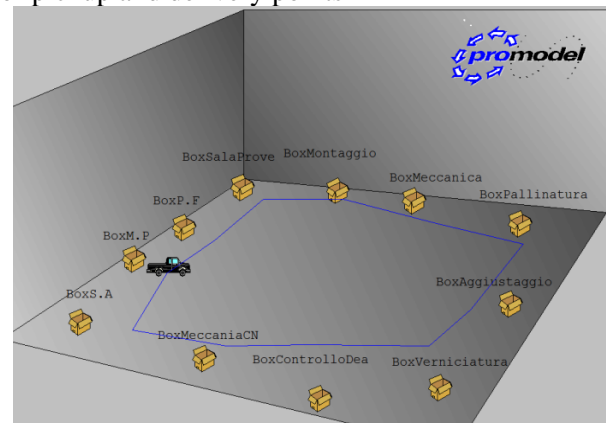 promodel
BoxSalaProve
BoxMontaggio
BoxMeccanica
BoxPallinatura
BoxP.F
BoxM.P
BoxAggiustaggio
BoxS.A
BoxMeccaniaCN
BoxControlloDea
BoxVerniciatura